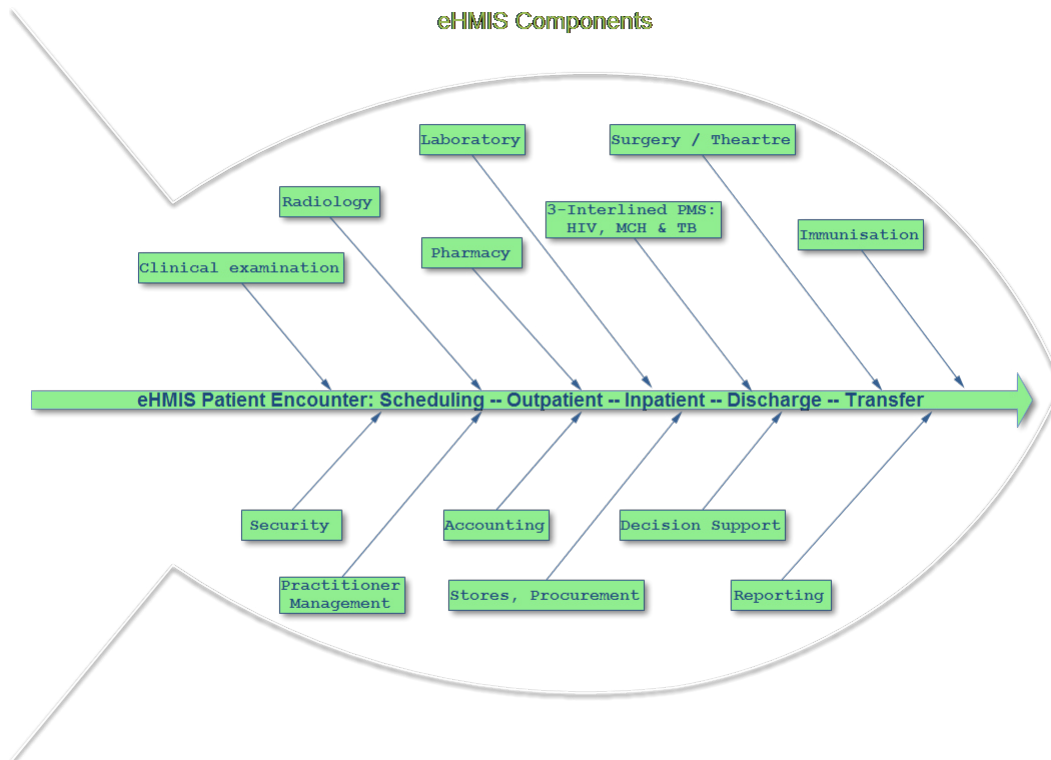 eHMIS Components
Laboratory
Surgery / Theartre
Radiology
3-Interlined PMS:
HIV, MCH & TB
Immunisation
Pharmacy
Clinical examination
eHMIS Patient Encounter: Scheduling -- Outpatient -- Inpatient -- Discharge -- Transfer
Security
Accounting
Decision Support
Practitioner
Management
Stores, Procurement
Reporting